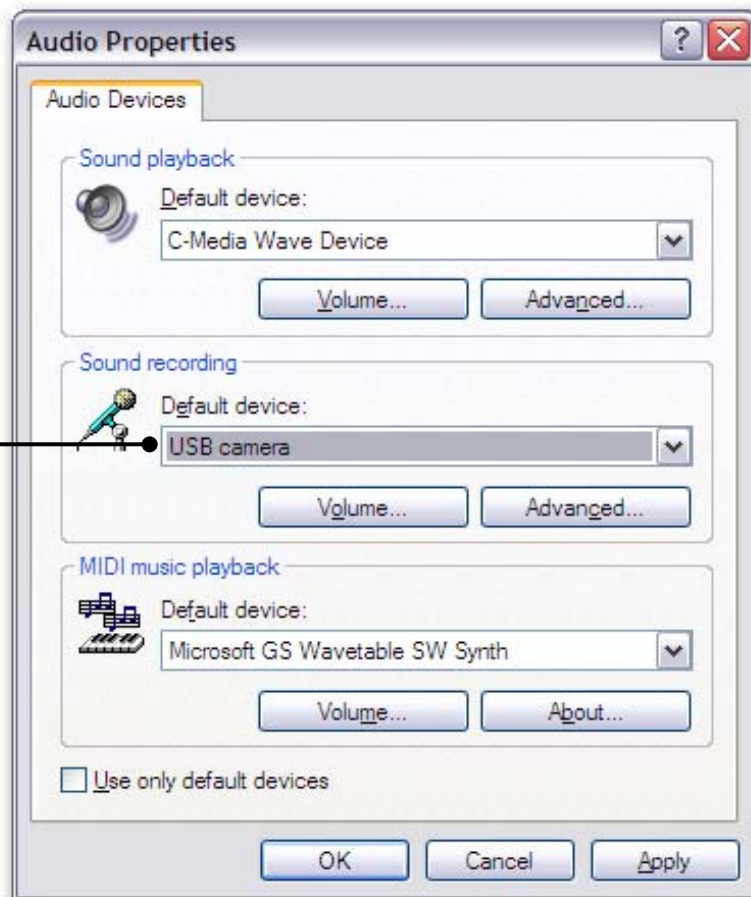 Audio Properties
Audio Devices
Sound playback
Default device:
C-Media Wave Device
Volume... Advanced...
Sound recording
Default device:
USB camera
Volume... Advanced...
MIDI music playback
Default device:
Microsoft GS Wavetable SW Synth
Volume... About...
Use only default devices
OK Cancel Apply